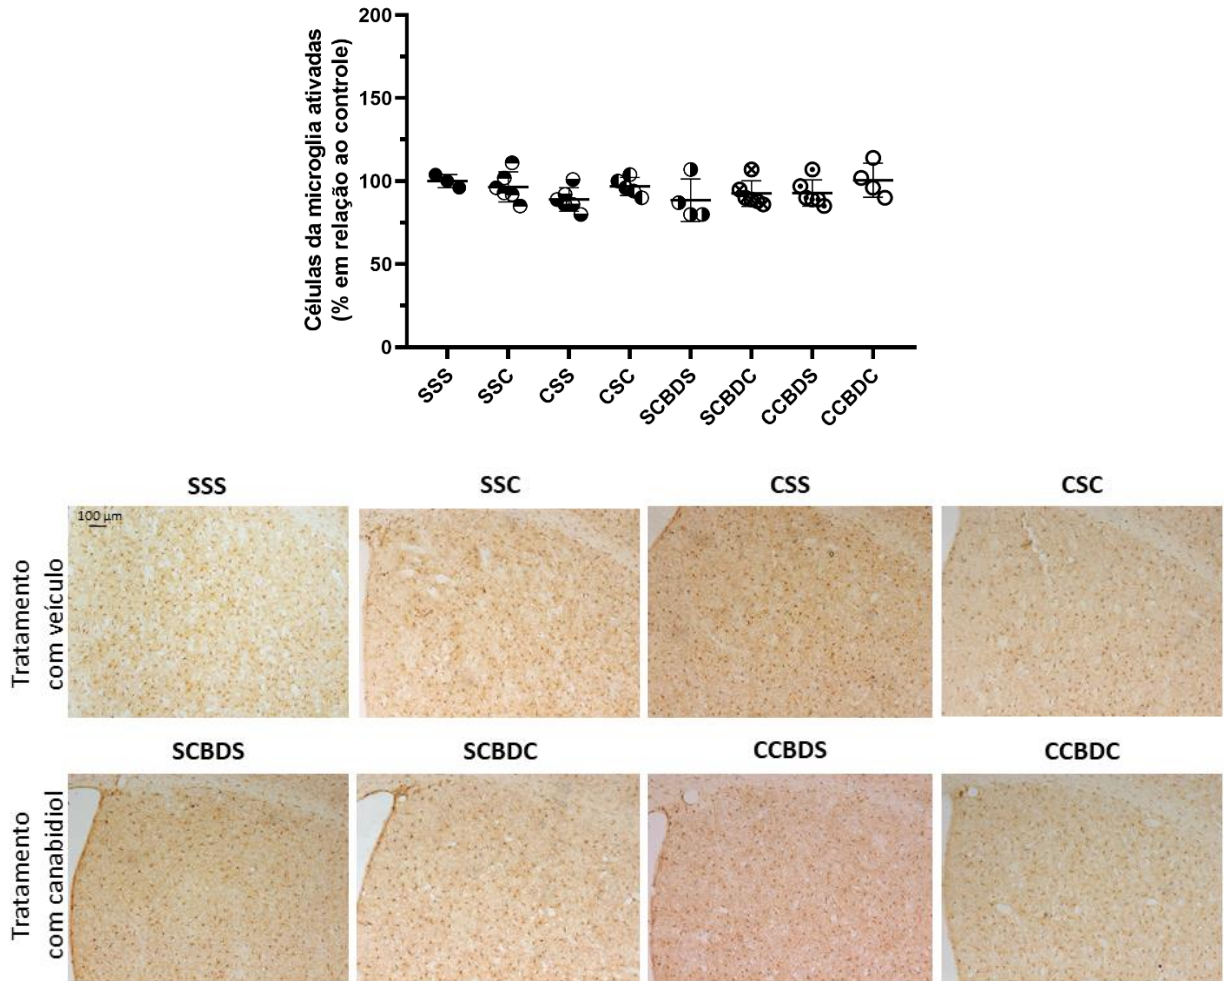 Células da microglia ativadas
(% em relação ao controle)
200
150
100
50
0
SSS
SSC
CSS
CSC
SCBDS
SCBDC
CCBDS
CCBDC
SSS
SSC
CSS
CSC
Tratamento
com veículo
100 µm
SCBDS
SCBDC
CCBDS
CCBDC
Tratamento
com canabidiol